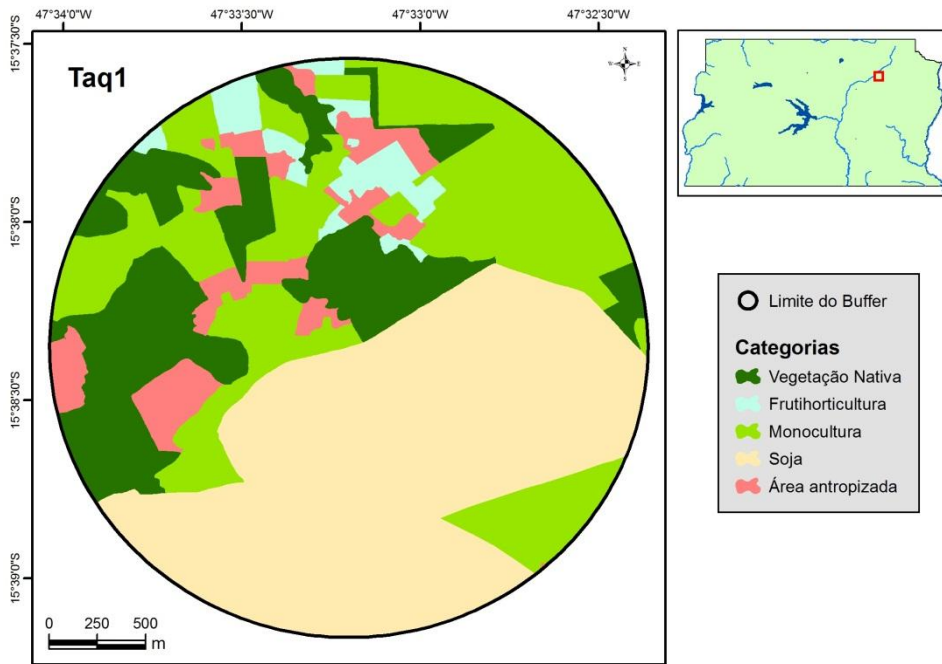 47°34'0"W 47°33'30"W 47°33'0"W 47°32'30"W
15°37'30"S
15°38'0"S
15°38'30"S
15°39'0"S
Taq1
N
W E
S
0 250 500
m
Limite do Buffer
Categorias
Vegetação Nativa
Frutihorticultura
Monocultura
Soja
Área antropizada